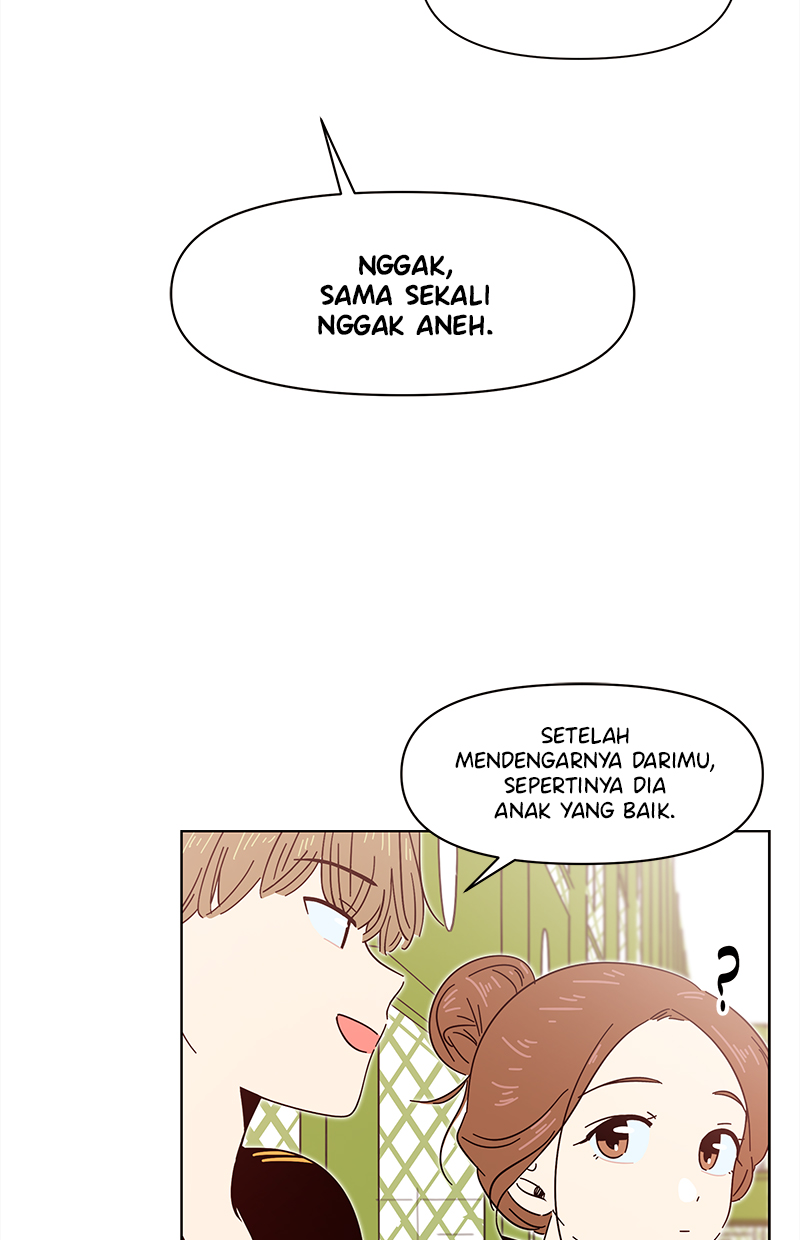 NGGAK,
SAMA SEKALI
NGGAK ANEH.
SETELAH
MENDENGARNYA DARIMU,
SEPERTINYA DIA
ANAK YANG BAIK.
?